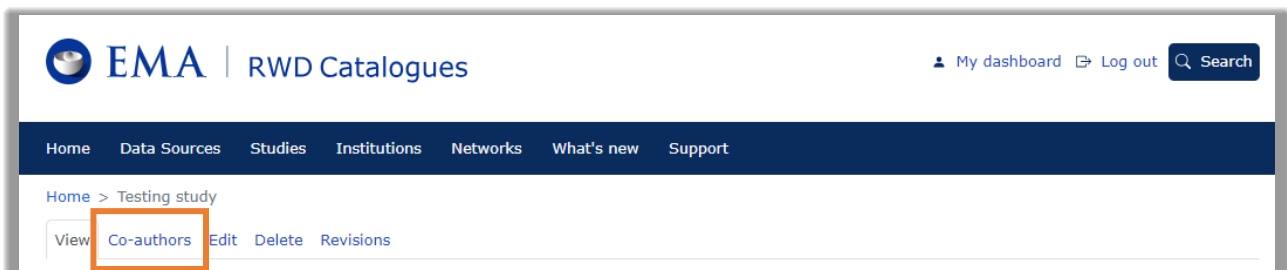 EMA | RWD Catalogues
My dashboard Log out Search
Home Data Sources Studies Institutions Networks What's new Support
Home > Testing study
View Co-authors Edit Delete Revisions